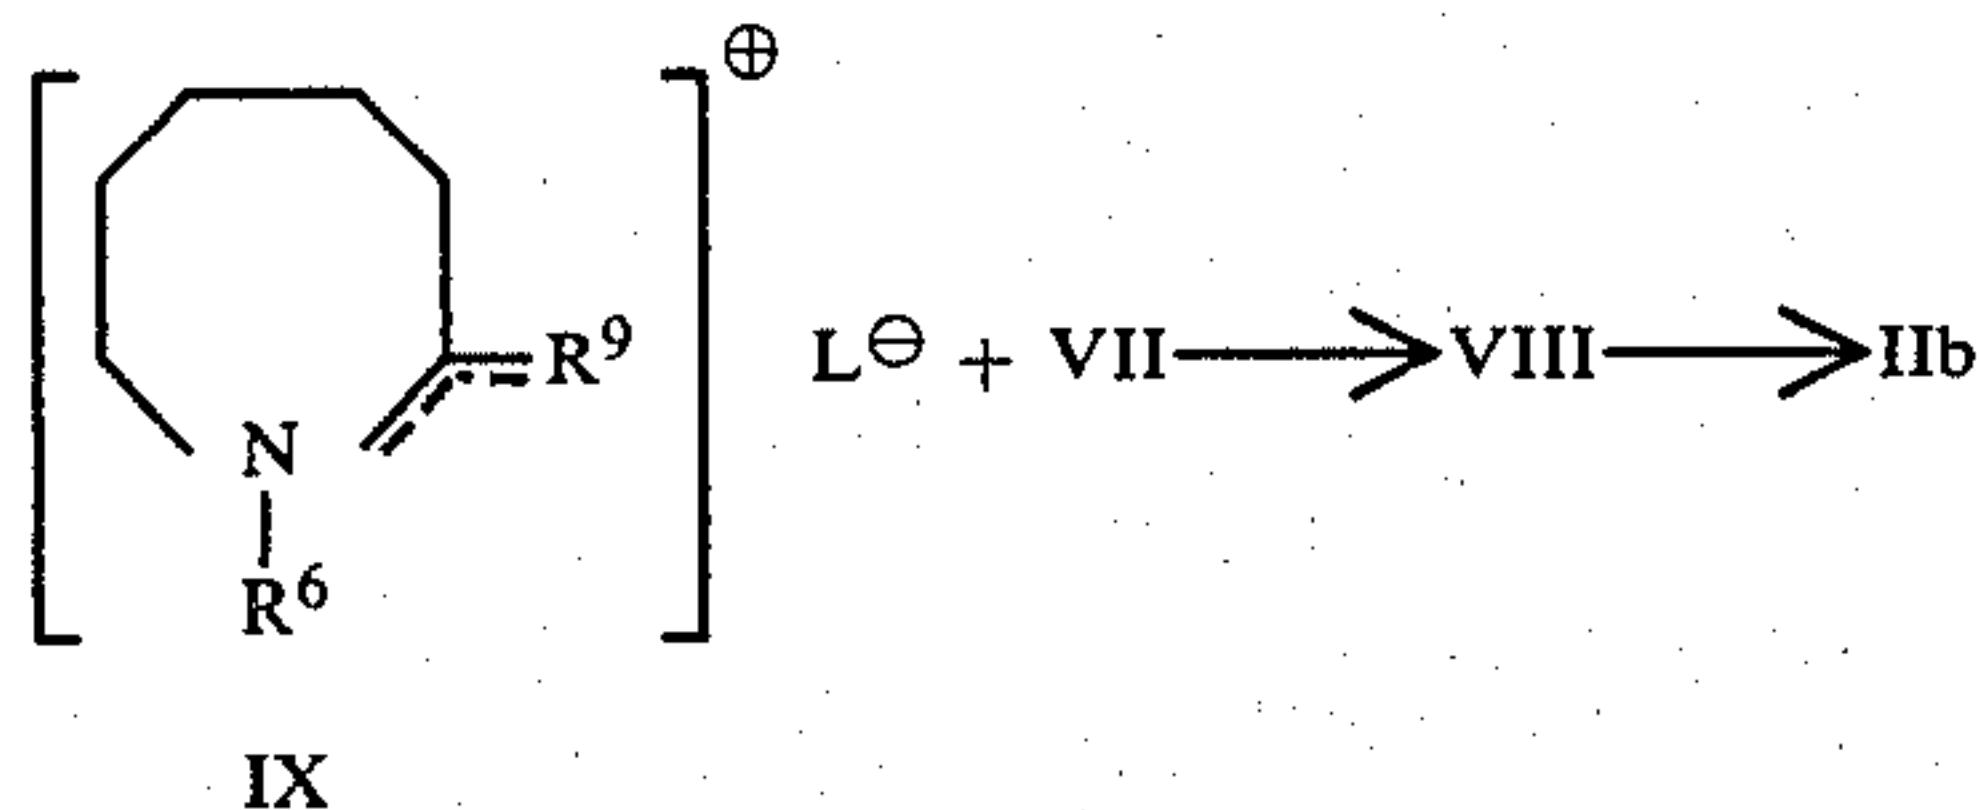 ⊕
R⁹ L⊖ + VII → VIII → IIb
N
R⁶
IX